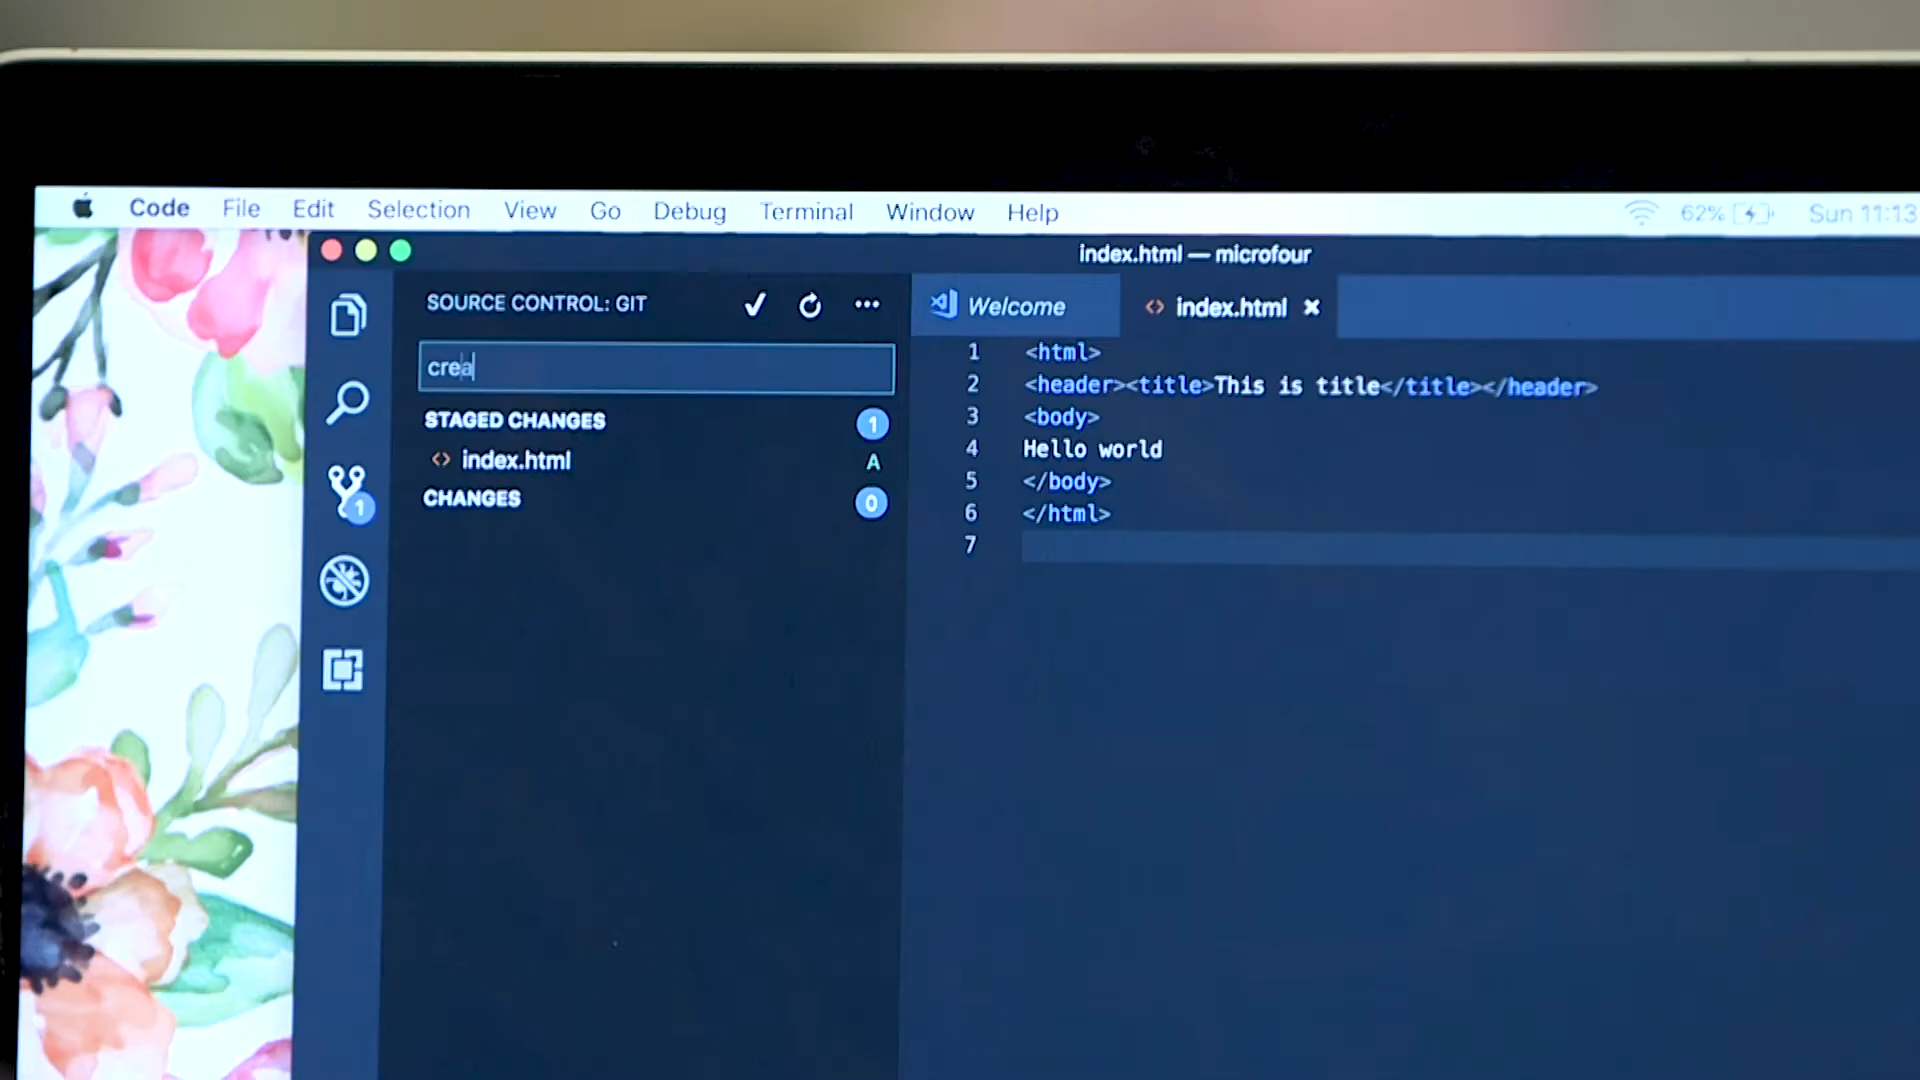 Code File Edit Selection View Go Debug Terminal Window Help 62% Sun 11:13
index.html — microfour
SOURCE CONTROL: GIT
crea
STAGED CHANGES 1
index.html A
CHANGES 0
1
Welcome index.html
1 <html>
2 <header><title>This is title</title></header>
3 <body>
4 Hello world
5 </body>
6 </html>
7